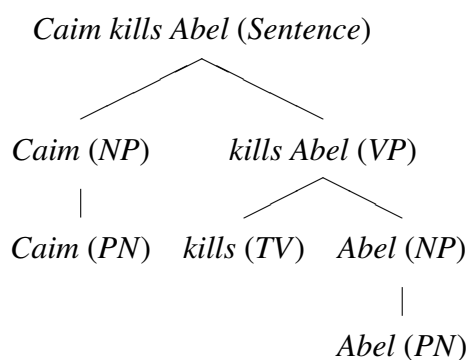 Caim kills Abel (Sentence)
Caim (NP) kills Abel (VP)
Caim (PN) kills (TV) Abel (NP)
Abel (PN)